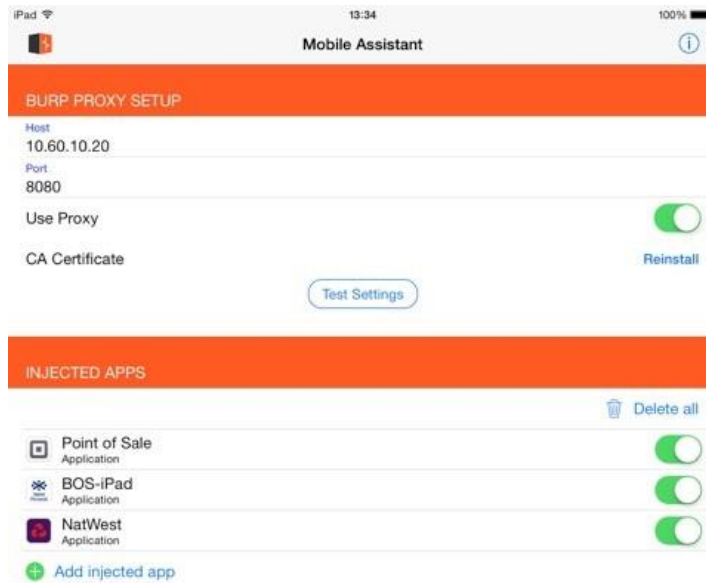 iPad 13:34 100%
Mobile Assistant
BURP PROXY SETUP
Host
10.60.10.20
Port
8080
Use Proxy
CA Certificate Reinstall
Test Settings
INJECTED APPS
Delete all
Point of Sale
Application
BOS-iPad
Application
NatWest
Application
Add injected app